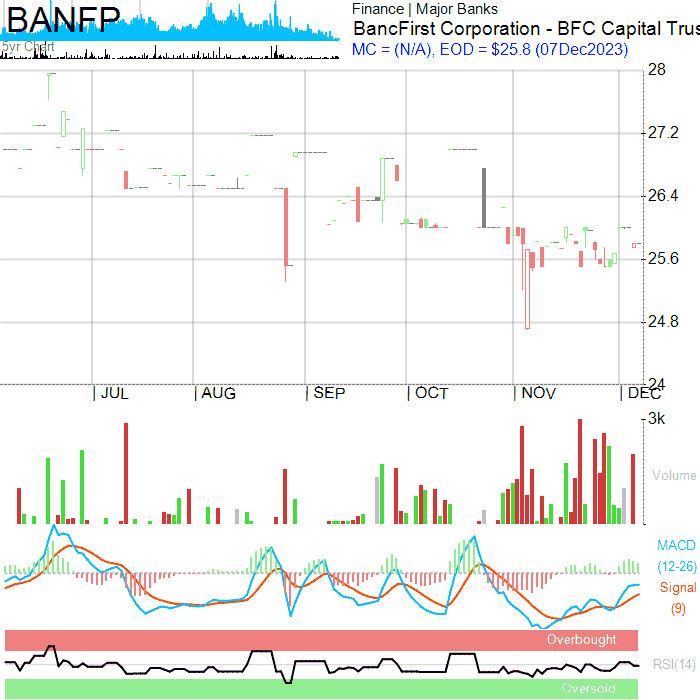 BANFP
5yr Chart
Finance | Major Banks
BancFirst Corporation - BFC Capital Trus
MC = (N/A), EOD = $25.8 (07Dec2023)
28
27.2
26.4
25.6
24.8
24
| JUL
| AUG
| SEP
| OCT
| NOV
| DEC
3k
Volume
MACD
(12-26)
Signal
(9)
Overbought
RSI(14)
Oversold